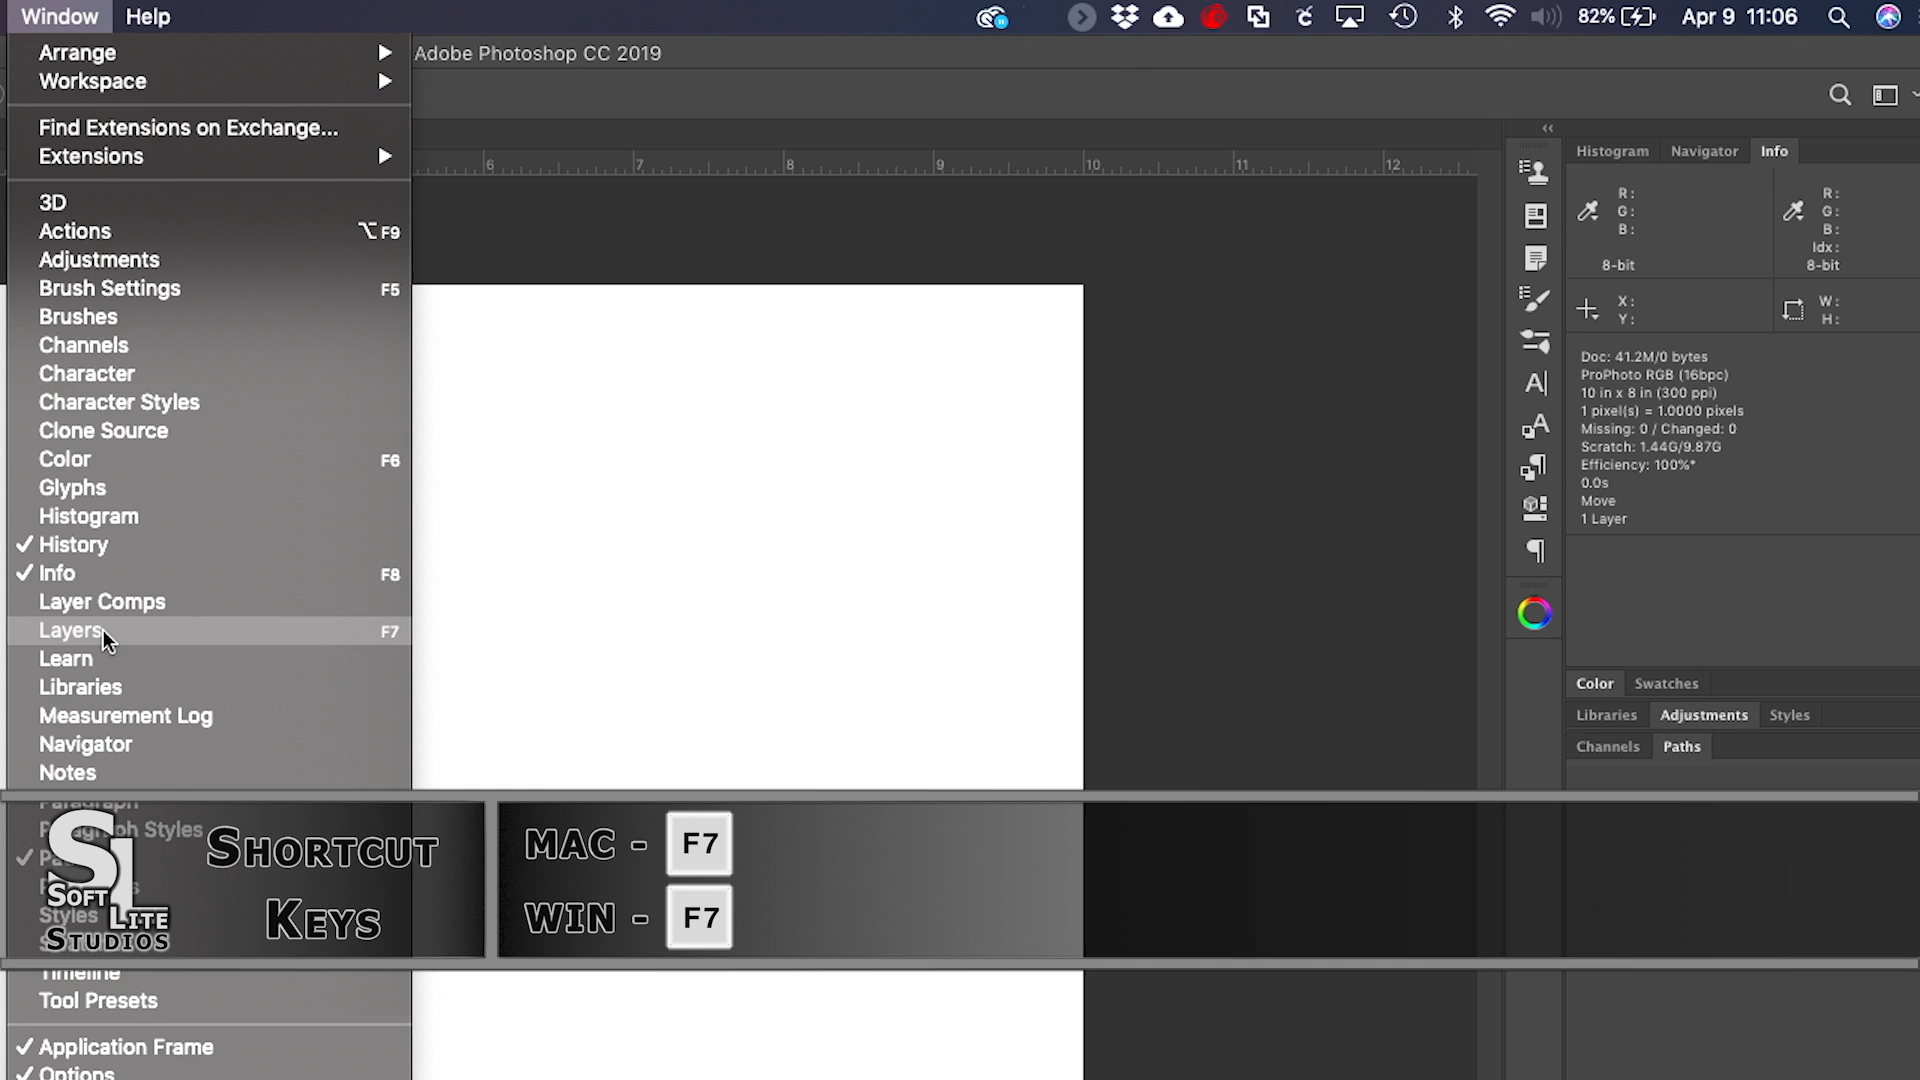 Window Help
82% Apr 9 11:06
Adobe Photoshop CC 2019
Arrange
Workspace
Find Extensions on Exchange...
Extensions
3D
Actions ⌥F9
Adjustments
Brush Settings F5
Brushes
Channels
Character
Character Styles
Clone Source
Color F6
Glyphs
Histogram
✓ History
✓ Info F8
Layer Comps
Layers F7
Learn
Libraries
Measurement Log
Navigator
Notes
Paragraph
Paragraph Styles
Styles
Timeline
Tool Presets
✓ Application Frame
✓ Options
6 7 8 9 10 11 12
Histogram Navigator Info
R: R:
G: G:
B: B:
Idx:
8-bit 8-bit
X: W:
Y: H:
Doc: 41.2M/0 bytes
ProPhoto RGB (16bpc)
10 in x 8 in (300 ppi)
1 pixel(s) = 1.0000 pixels
Missing: 0 / Changed: 0
Scratch: 1.44G/9.87G
Efficiency: 100%*
0.0s
Move
1 Layer
Color Swatches
Libraries Adjustments Styles
Channels Paths
SL
SOFT
LITE
STUDIOS
SHORTCUT
KEYS
MAC - F7
WIN - F7